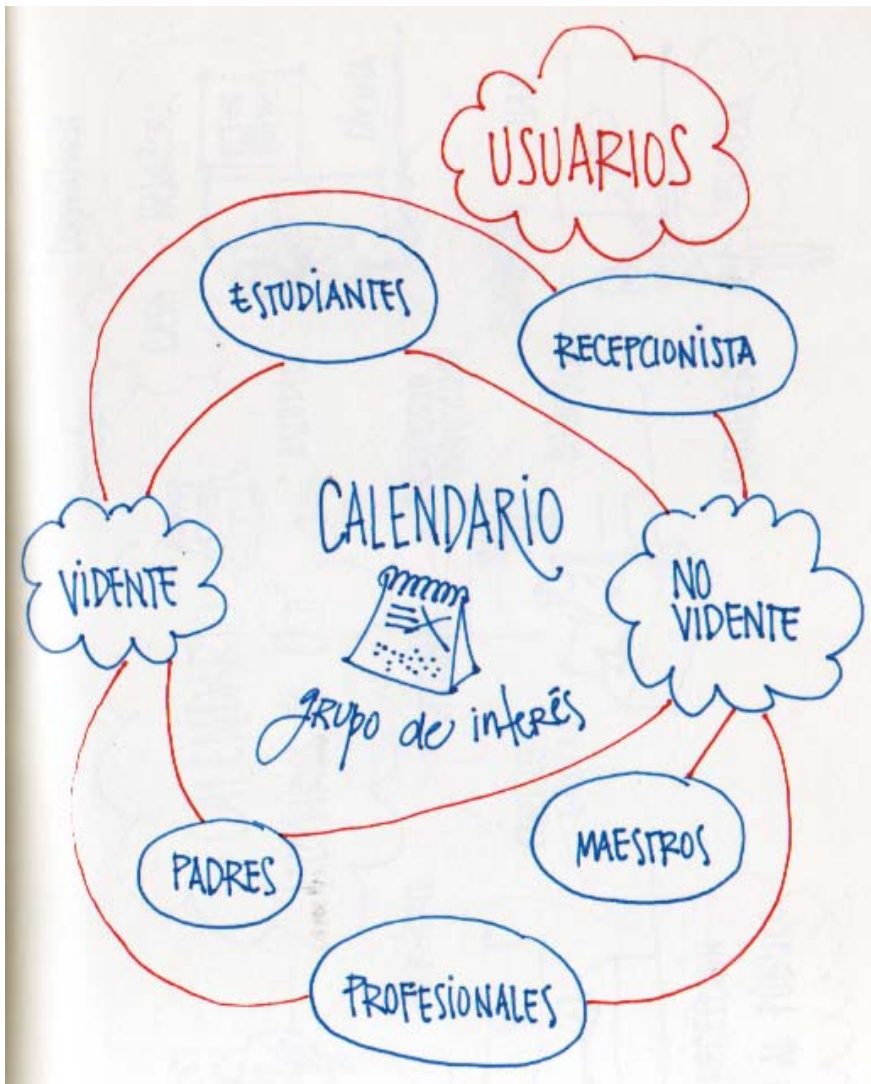 USUARIOS
ESTUDIANTES
RECEPCIONISTA
CALENDARIO
VIDENTE
NO
VIDENTE
grupo de interés
PADRES
MAESTROS
PROFESIONALES